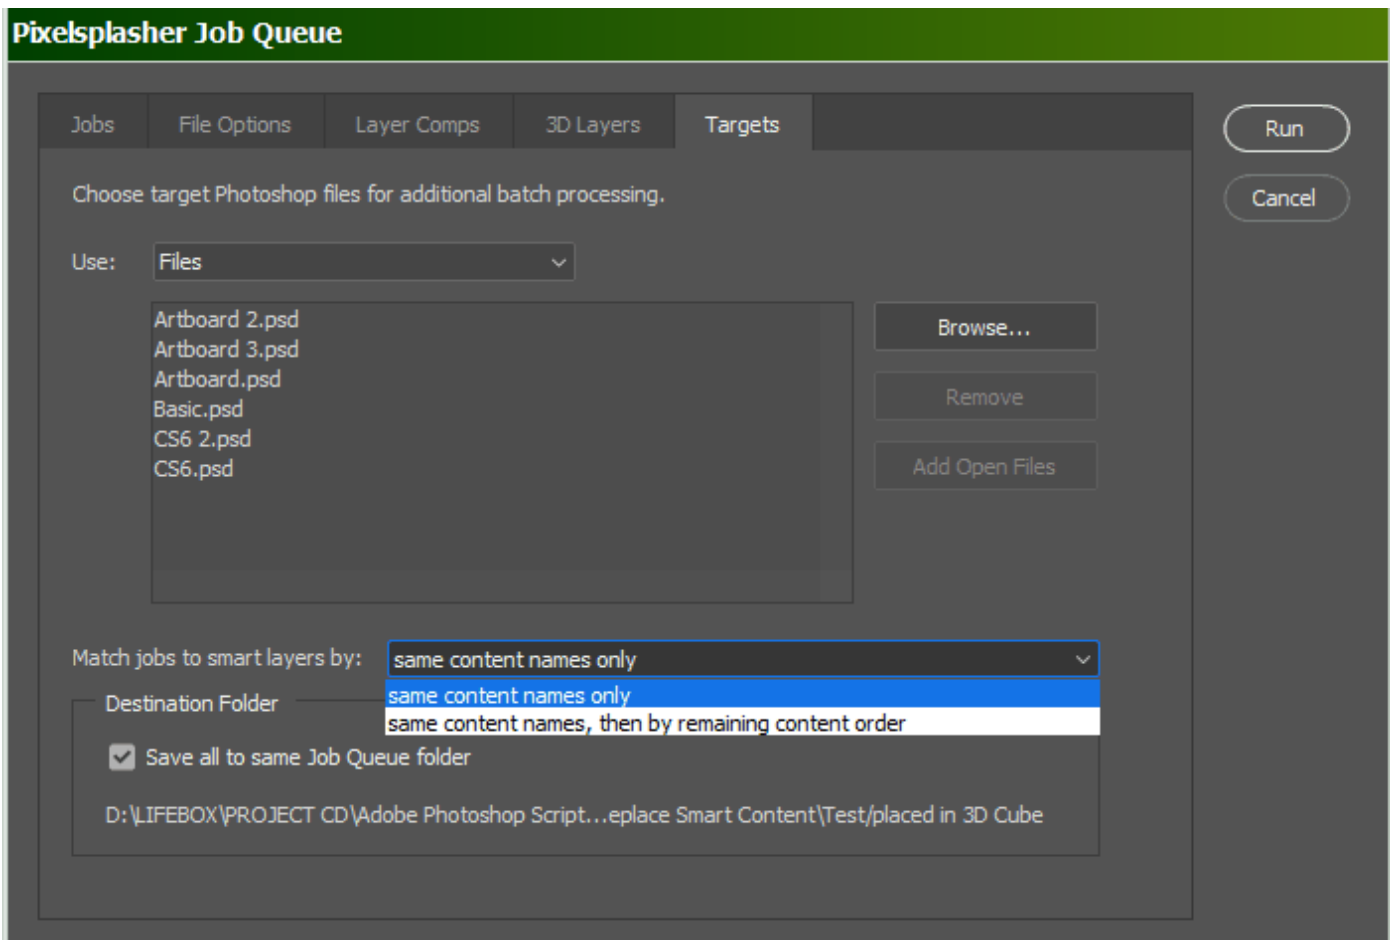 Pixelsplasher Job Queue
Jobs File Options Layer Comps 3D Layers Targets
Run
Cancel
Choose target Photoshop files for additional batch processing.
Use: Files
Artboard 2.psd
Artboard 3.psd
Artboard.psd
Basic.psd
CS6 2.psd
CS6.psd
Browse...
Remove
Add Open Files
Match jobs to smart layers by: same content names only
same content names only
same content names, then by remaining content order
Destination Folder
Save all to same Job Queue folder
D:\LIFEBOX\PROJECT CD\Adobe Photoshop Script...eplace Smart Content\Test/placed in 3D Cube